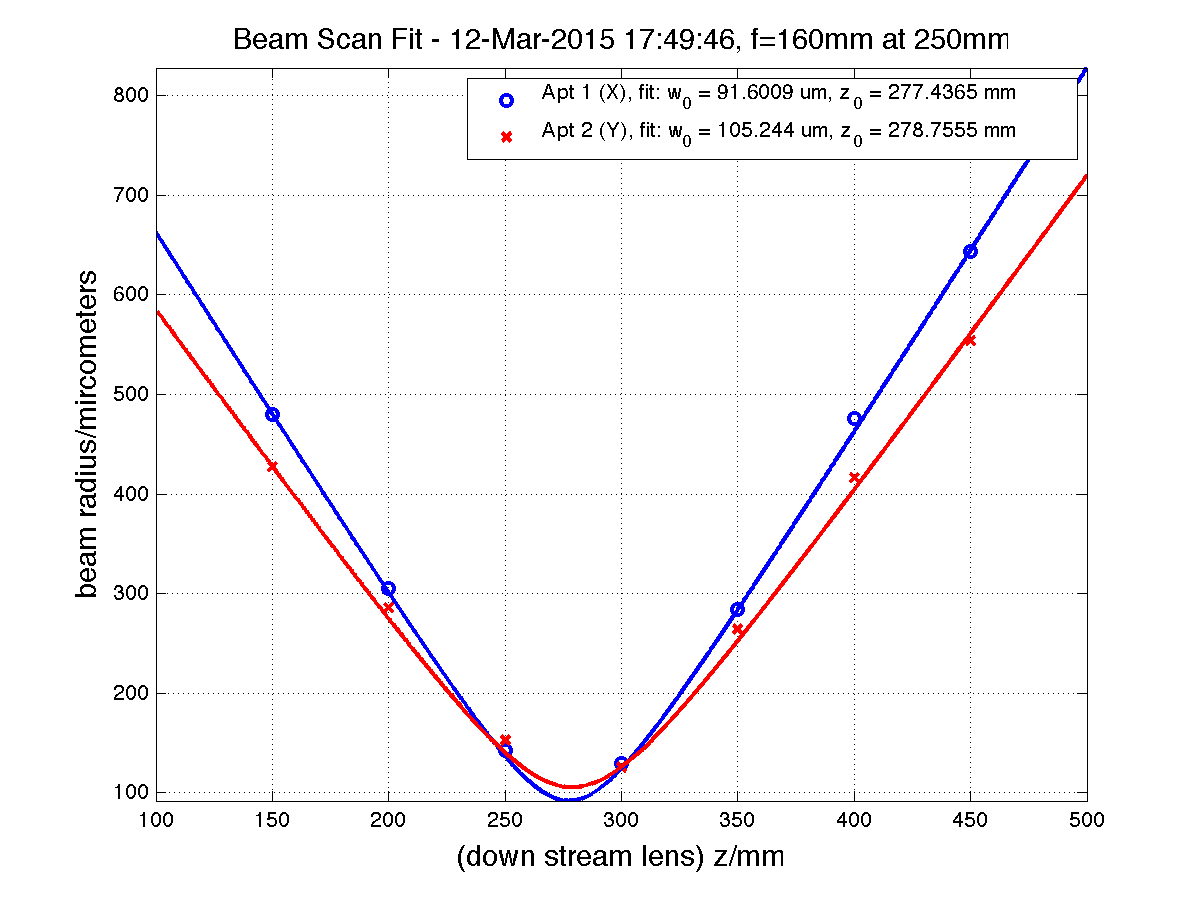 Beam Scan Fit - 12-Mar-2015 17:49:46, f=160mm at 250mm
Apt 1 (X), fit: w0 = 91.6009 um, z0 = 277.4365 mm
Apt 2 (Y), fit: w0 = 105.244 um, z0 = 278.7555 mm
beam radius/mircometers
800
700
600
500
400
300
200
100
100 150 200 250 300 350 400 450 500
(down stream lens) z/mm